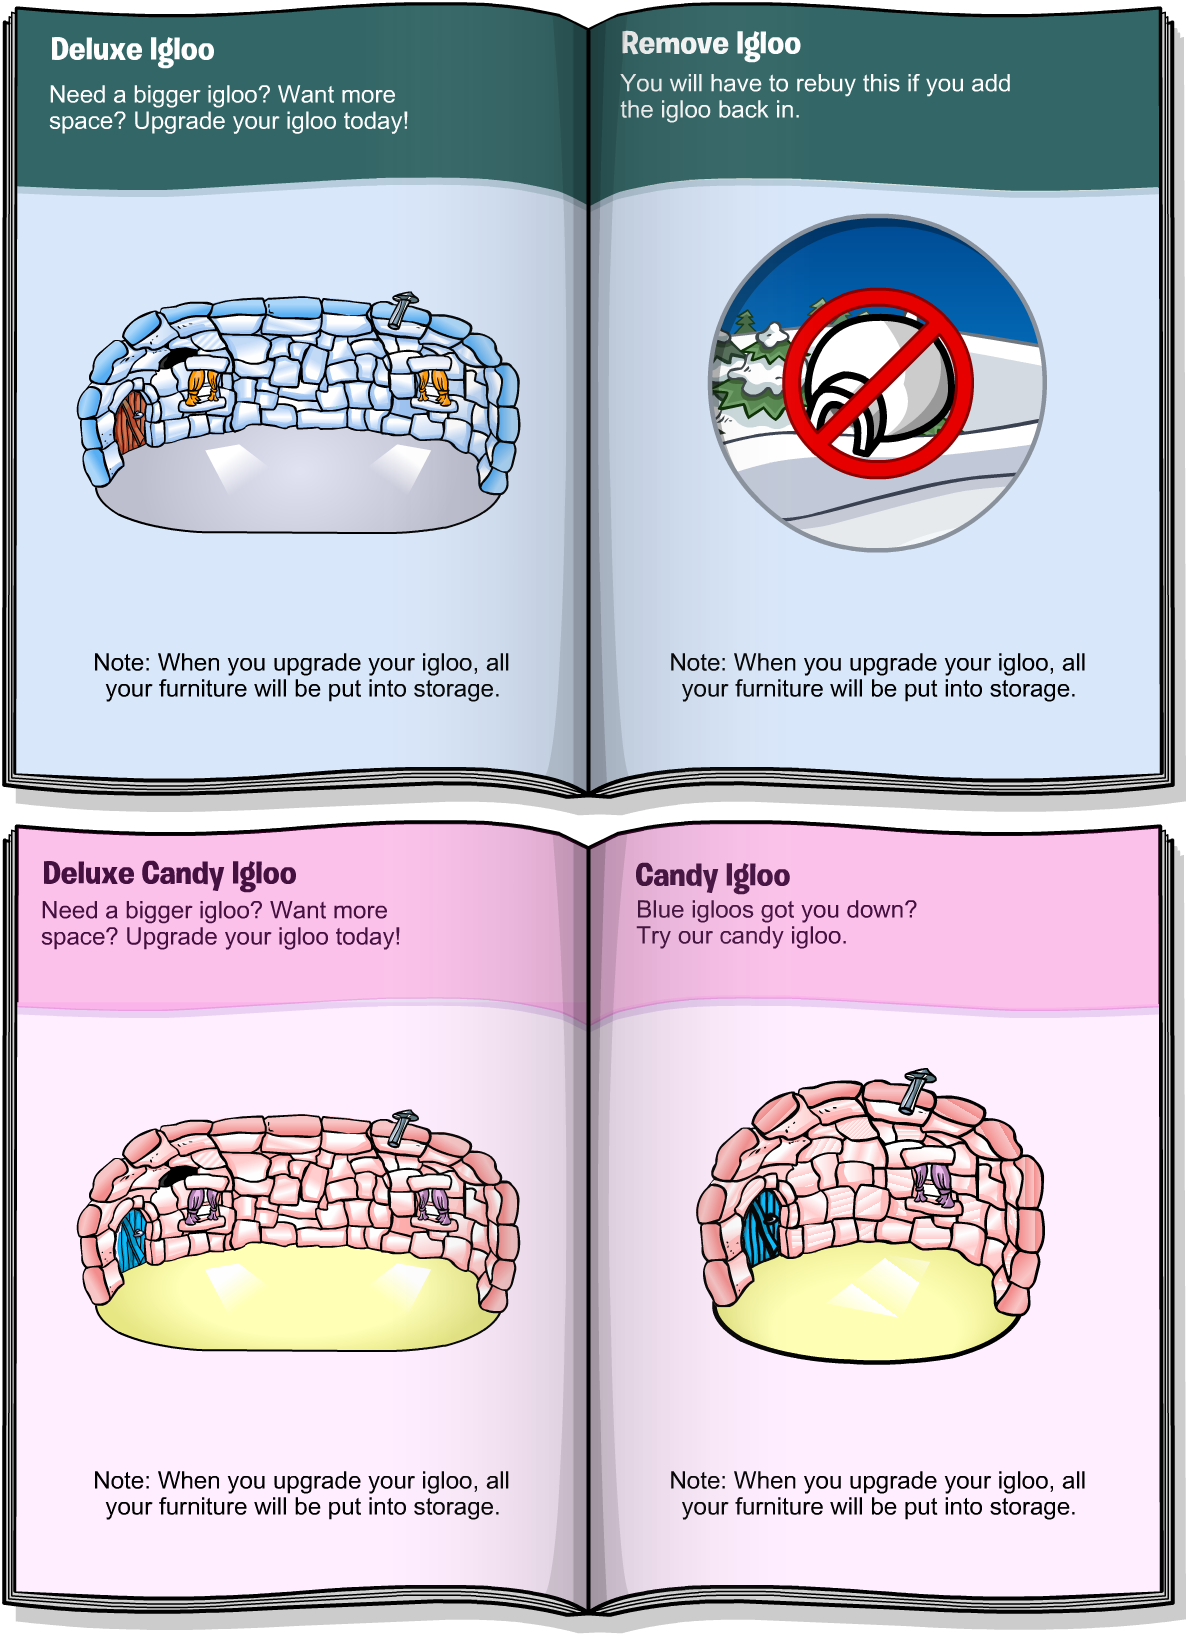 Deluxe Igloo
Need a bigger igloo? Want more
space? Upgrade your igloo today!
Note: When you upgrade your igloo, all
your furniture will be put into storage.
Remove Igloo
You will have to rebuy this if you add
the igloo back in.
Note: When you upgrade your igloo, all
your furniture will be put into storage.
Deluxe Candy Igloo
Need a bigger igloo? Want more
space? Upgrade your igloo today!
Note: When you upgrade your igloo, all
your furniture will be put into storage.
Candy Igloo
Blue igloos got you down?
Try our candy igloo.
Note: When you upgrade your igloo, all
your furniture will be put into storage.